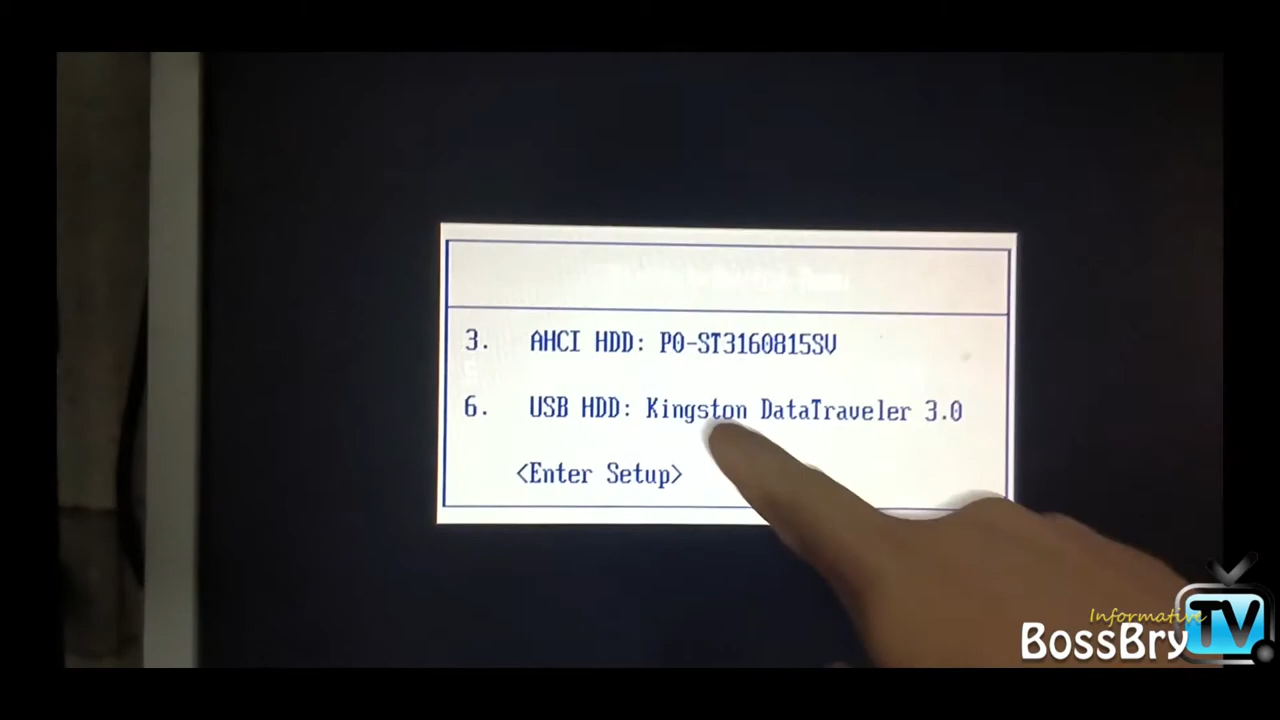 3. AHCI HDD: P0-ST3160815SV
6. USB HDD: Kingston DataTraveler 3.0
<Enter Setup>
Informative
BossBry TV